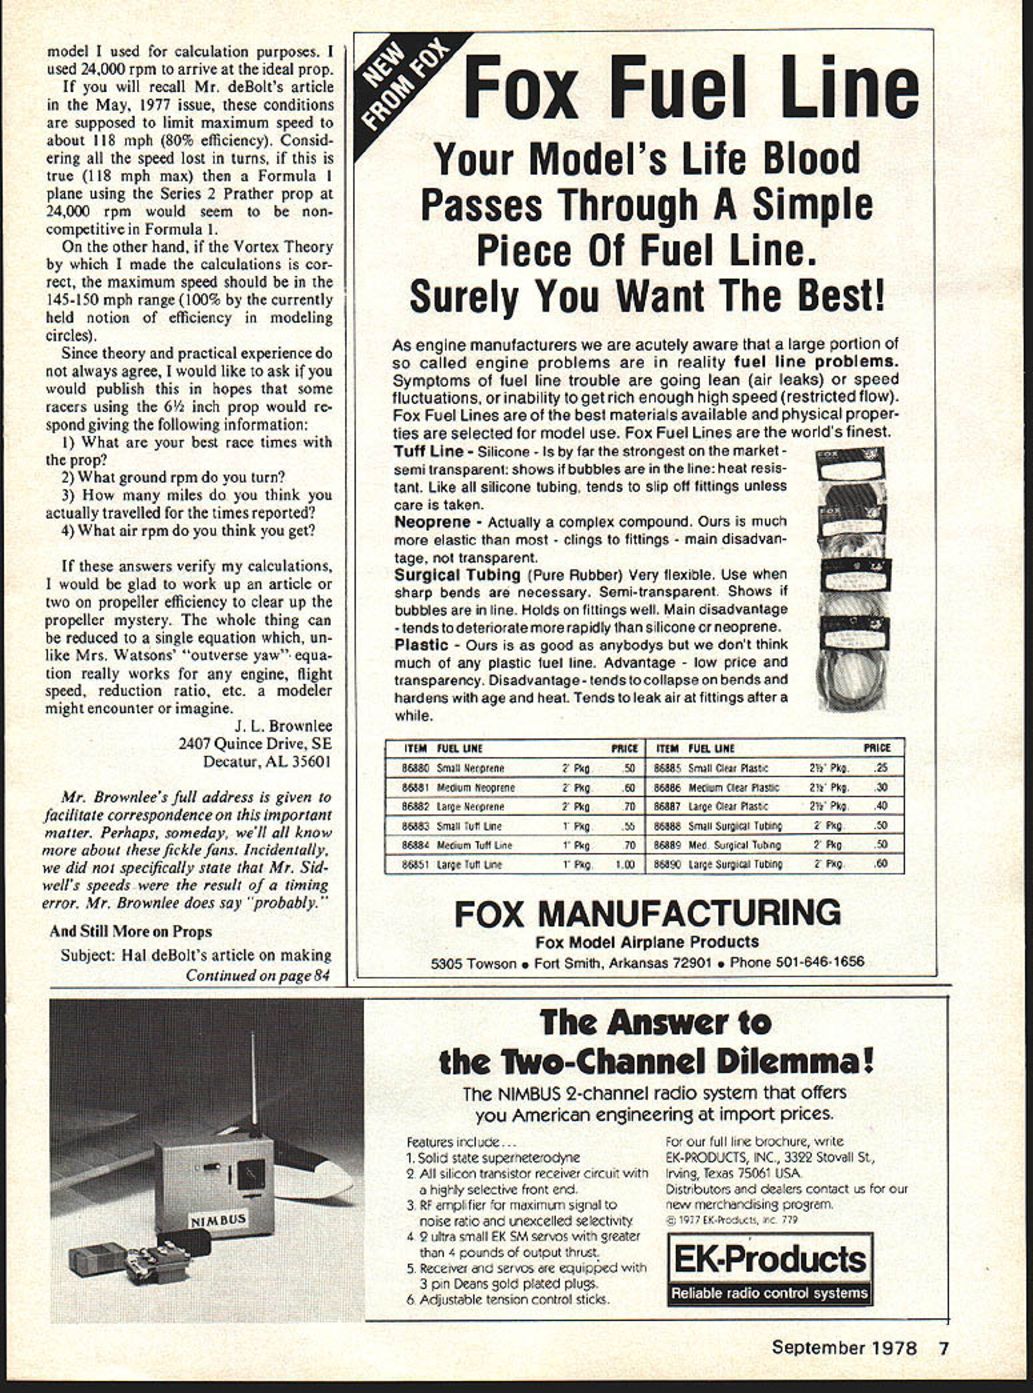 model I used for calculation purposes. I
used 24,000 rpm to arrive at the ideal prop.
If you will recall Mr. deBolt's article
in the May, 1977 issue, these conditions
are supposed to limit maximum speed to
about 118 mph (80% efficiency). Consid-
ering all the speed lost in turns, if this is
true (118 mph max) then a Formula 1
plane using the Series 2 Prather prop at
24,000 rpm would seem to be non-
competitive in Formula 1.
On the other hand, if the Vortex Theory
by which I made the calculations is cor-
rect, the maximum speed should be in the
145-150 mph range (100% by the currently
held notion of efficiency in modeling
circles).
Since theory and practical experience do
not always agree, I would like to ask if you
would publish this in hopes that some
racers using the 6½ inch prop would re-
spond giving the following information:
1) What are your best race times with
the prop?
2) What ground rpm do you turn?
3) How many miles do you think you
actually travelled for the times reported?
4) What air rpm do you think you get?
If these answers verify my calculations,
I would be glad to work up an article or
two on propeller efficiency to clear up the
propeller mystery. The whole thing can
be reduced to a single equation which, un-
like Mrs. Watsons' "outverse yaw" equa-
tion really works for any engine, flight
speed, reduction ratio, etc. a modeler
might encounter or imagine.
J. L. Brownlee
2407 Quince Drive, SE
Decatur, AL 35601
Mr. Brownlee's full address is given to
facilitate correspondence on this important
matter. Perhaps, someday, we'll all know
more about these fickle fans. Incidentally,
we did not specifically state that Mr. Sid-
well's speeds were the result of a timing
error. Mr. Brownlee does say "probably."
And Still More on Props
Subject: Hal deBolt's article on making
Continued on page 84
NEW
FROM FOX
Fox Fuel Line
Your Model's Life Blood
Passes Through A Simple
Piece Of Fuel Line.
Surely You Want The Best!
As engine manufacturers we are acutely aware that a large portion of
so called engine problems are in reality fuel line problems.
Symptoms of fuel line trouble are going lean (air leaks) or speed
fluctuations, or inability to get rich enough high speed (restricted flow).
Fox Fuel Lines are of the best materials available and physical proper-
ties are selected for model use. Fox Fuel Lines are the world's finest.
Tuff Line - Silicone - Is by far the strongest on the market -
semi transparent: shows if bubbles are in the line: heat resis-
tant. Like all silicone tubing, tends to slip off fittings unless
care is taken.
Neoprene - Actually a complex compound. Ours is much
more elastic than most - clings to fittings - main disadvan-
tage, not transparent.
Surgical Tubing (Pure Rubber) Very flexible. Use when
sharp bends are necessary. Semi-transparent. Shows if
bubbles are in line. Holds on fittings well. Main disadvantage
- tends to deteriorate more rapidly than silicone or neoprene.
Plastic - Ours is as good as anybodys but we don't think
much of any plastic fuel line. Advantage - low price and
transparency. Disadvantage - tends to collapse on bends and
hardens with age and heat. Tends to leak air at fittings after a
while.
ITEM FUEL LINE PRICE ITEM FUEL LINE PRICE
86880 Small Neoprene 2' Pkg .50 86885 Small Clear Plastic 2½' Pkg. .25
86881 Medium Neoprene 2' Pkg .60 86886 Medium Clear Plastic 2½' Pkg. .30
86882 Large Neoprene 2' Pkg .70 86887 Large Clear Plastic 2½' Pkg. .40
86883 Small Tuff Line 1' Pkg .55 86888 Small Surgical Tubing 2' Pkg. .50
86884 Medium Tuff Line 1' Pkg .70 86889 Med. Surgical Tubing 2' Pkg .50
86851 Large Tuff Line 1' Pkg. 1.00 86890 Large Surgical Tubing 2' Pkg. .60
FOX MANUFACTURING
Fox Model Airplane Products
5305 Towson • Fort Smith, Arkansas 72901 • Phone 501-646-1656
NIMBUS
The Answer to
the Two-Channel Dilemma!
The NIMBUS 2-channel radio system that offers
you American engineering at import prices.
Features include...
1. Solid state superheterodyne
2. All silicon transistor receiver circuit with
a highly selective front end.
3. RF amplifier for maximum signal to
noise ratio and unexcelled selectivity.
4. 2 ultra small EK SM servos with greater
than 4 pounds of output thrust.
5. Receiver and servos are equipped with
3 pin Deans gold plated plugs.
6. Adjustable tension control sticks.
For our full line brochure, write
EK-PRODUCTS, INC., 3322 Stovall St.,
Irving, Texas 75061 USA.
Distributors and dealers contact us for our
new merchandising program.
© 1977 EK-Products, Inc. 779
EK-Products
Reliable radio control systems
September 1978 7